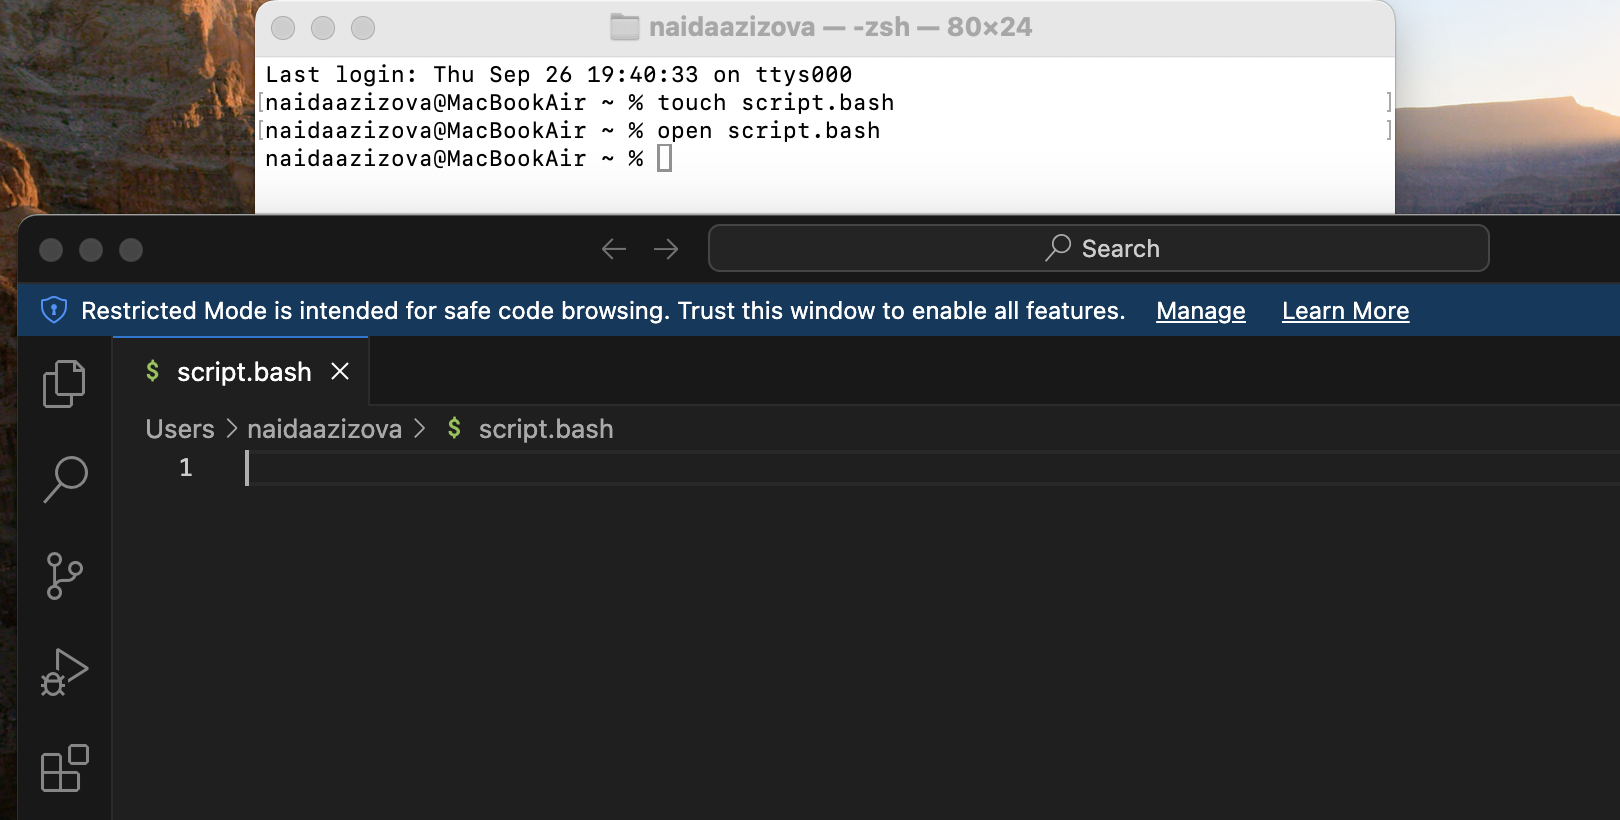 naidaazizova — -zsh — 80×24
Last login: Thu Sep 26 19:40:33 on ttys000
[naidaazizova@MacBookAir ~ % touch script.bash ]
[naidaazizova@MacBookAir ~ % open script.bash ]
naidaazizova@MacBookAir ~ %
Search
Restricted Mode is intended for safe code browsing. Trust this window to enable all features. Manage Learn More
$ script.bash
Users > naidaazizova > $ script.bash
1